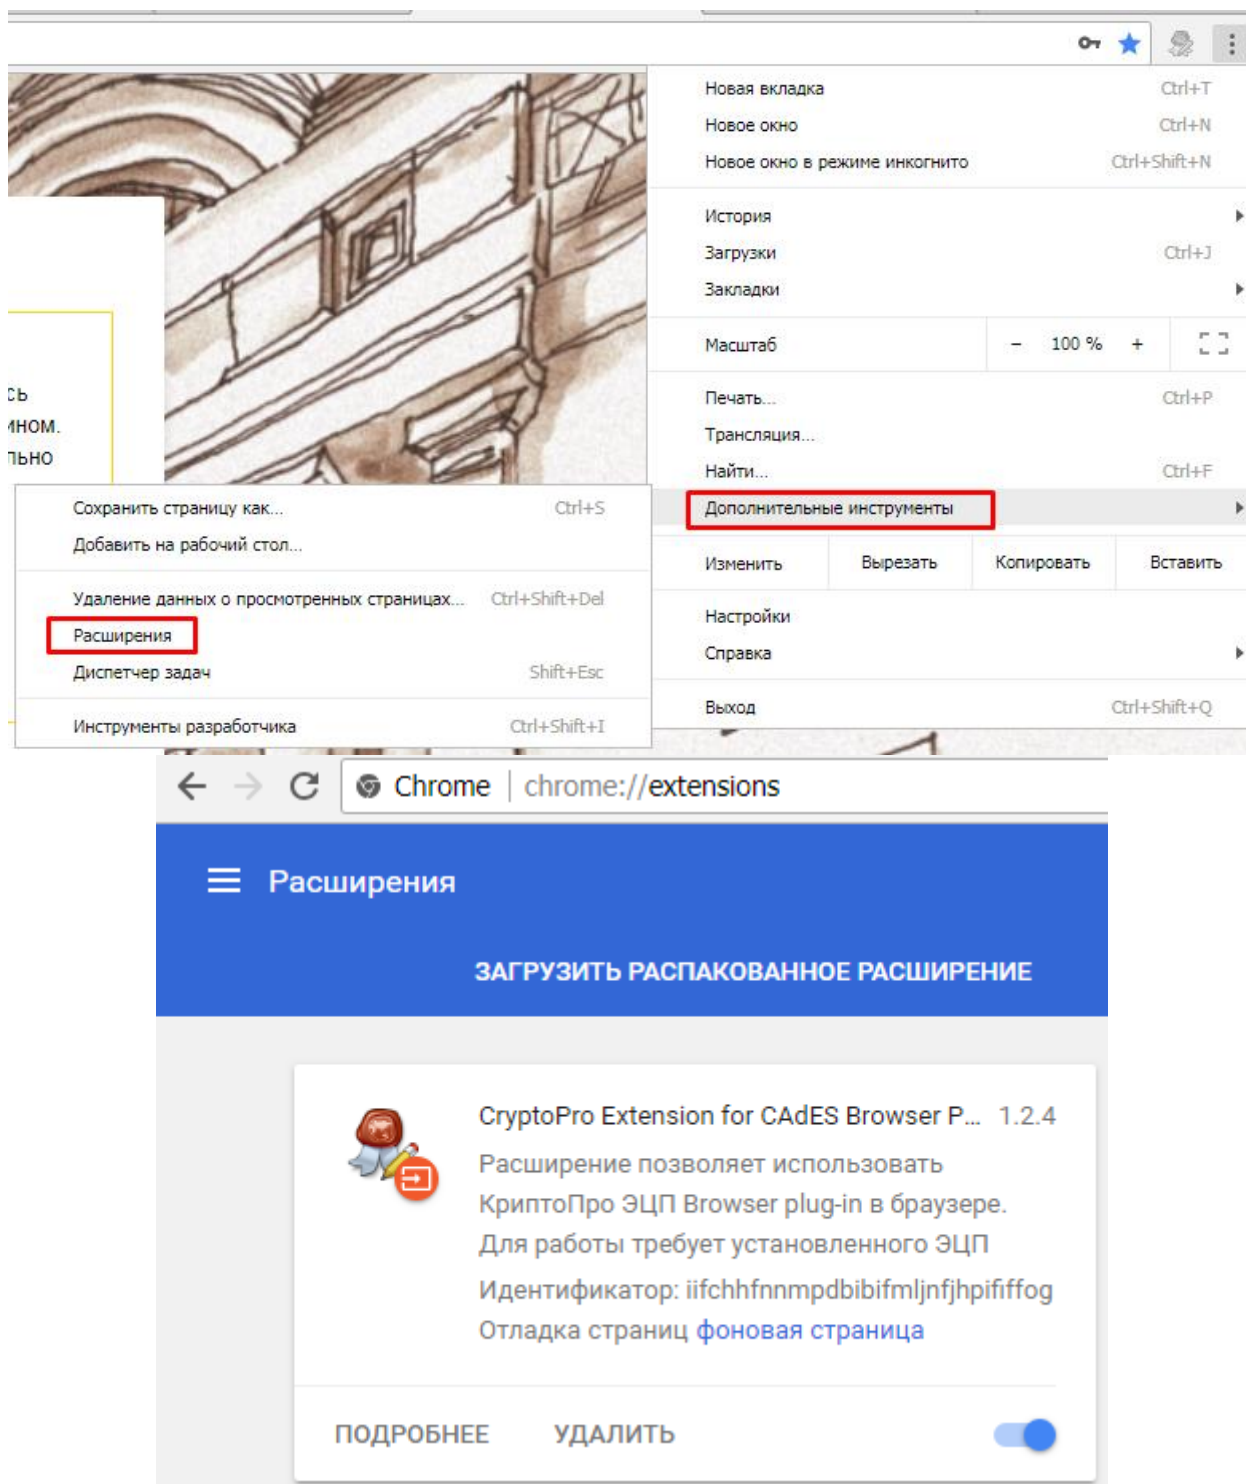 Новая вкладка Ctrl+T
Новое окно Ctrl+N
Новое окно в режиме инкогнито Ctrl+Shift+N
История
Загрузки Ctrl+J
Закладки
Масштаб − 100 % +
Печать... Ctrl+P
Трансляция...
Найти... Ctrl+F
Дополнительные инструменты
Изменить Вырезать Копировать Вставить
Настройки
Справка
Выход Ctrl+Shift+Q
сь
ином.
льно
Сохранить страницу как... Ctrl+S
Добавить на рабочий стол...
Удаление данных о просмотренных страницах... Ctrl+Shift+Del
Расширения
Диспетчер задач Shift+Esc
Инструменты разработчика Ctrl+Shift+I
Chrome | chrome://extensions
Расширения
ЗАГРУЗИТЬ РАСПАКОВАННОЕ РАСШИРЕНИЕ
CryptoPro Extension for CAdES Browser P... 1.2.4
Расширение позволяет использовать
КриптоПро ЭЦП Browser plug-in в браузере.
Для работы требует установленного ЭЦП
Идентификатор: iifchhfnnmpdbibifmljnfjhpififfog
Отладка страниц фоновая страница
ПОДРОБНЕЕ УДАЛИТЬ